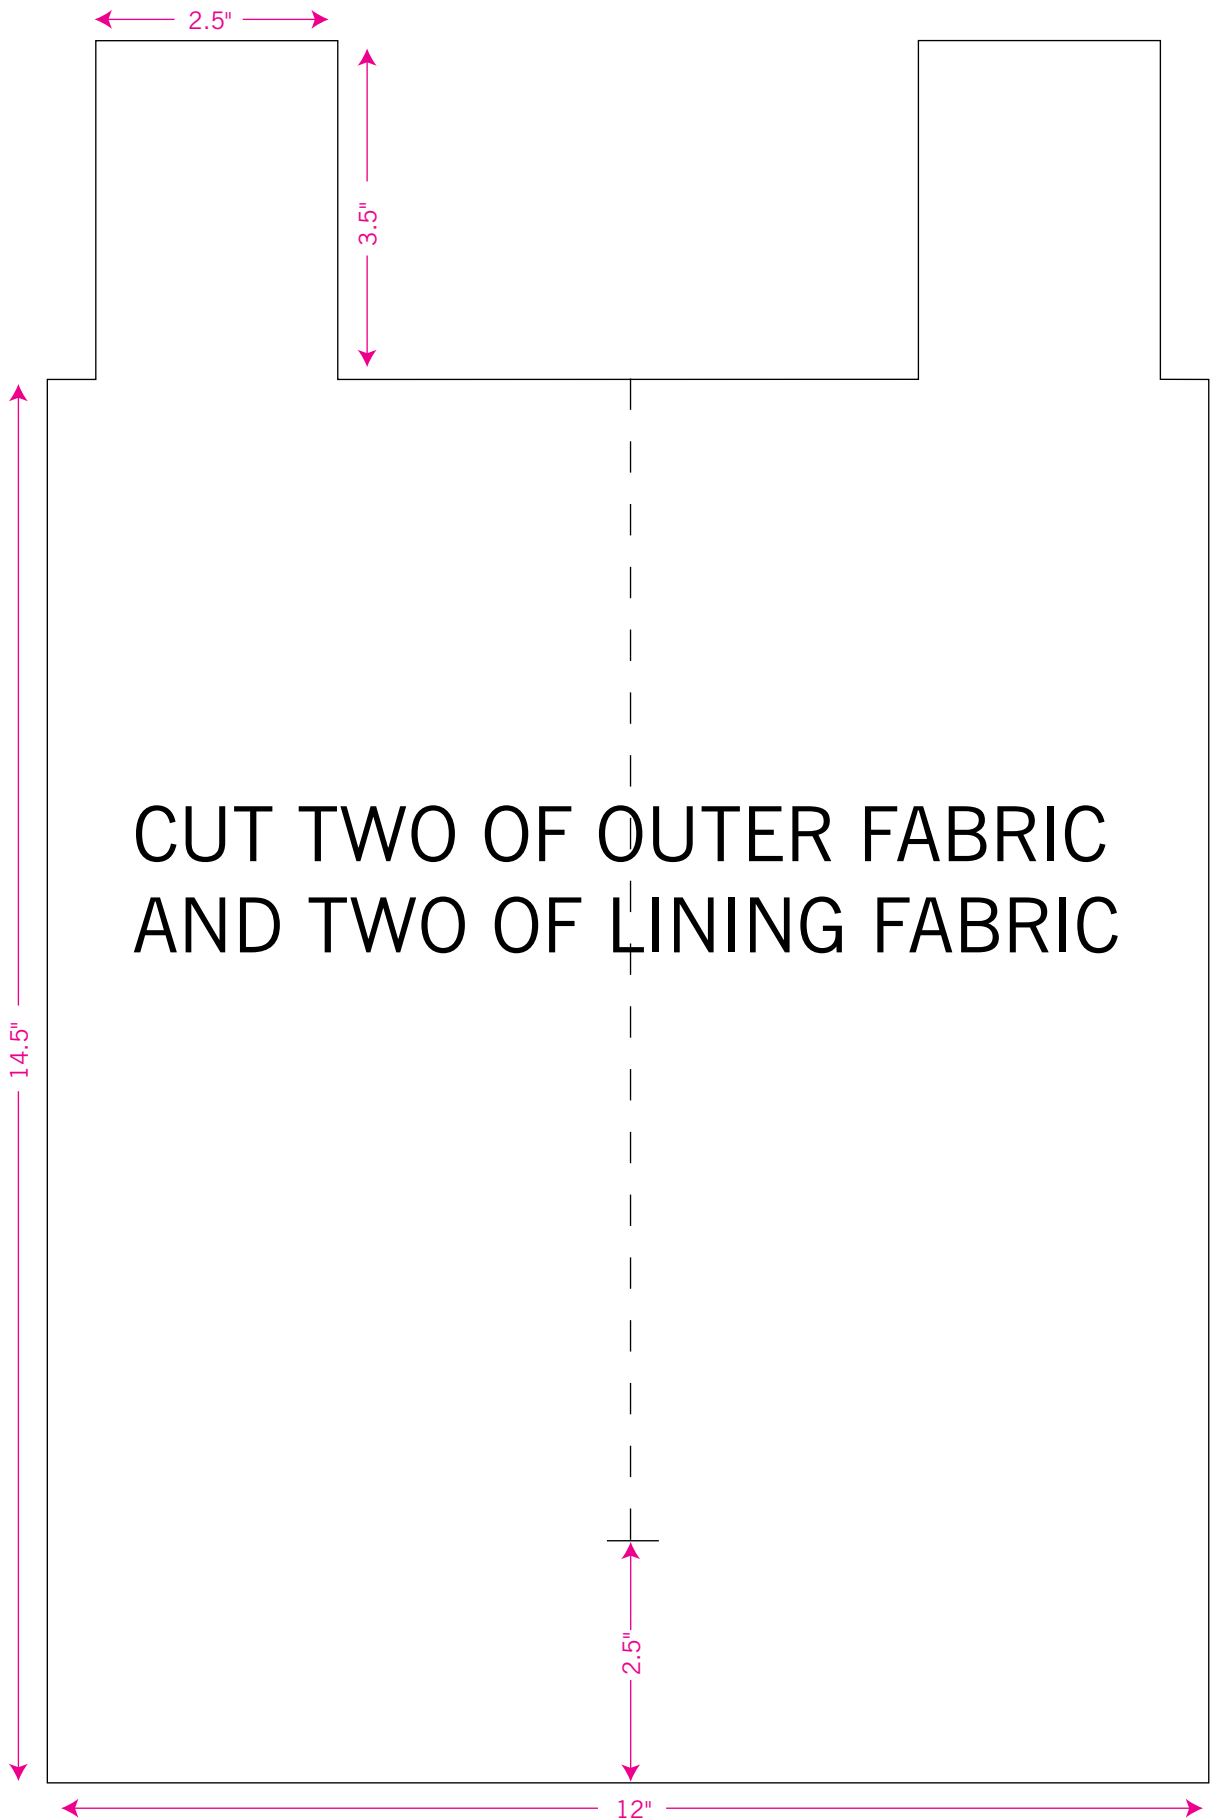 2.5"
3.5"
CUT TWO OF OUTER FABRIC
AND TWO OF LINING FABRIC
14.5"
2.5"
12"